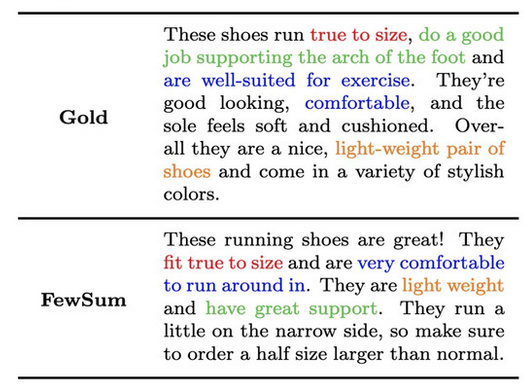 Gold
These shoes run true to size, do a good
job supporting the arch of the foot and
are well-suited for exercise. They're
good looking, comfortable, and the
sole feels soft and cushioned. Over-
all they are a nice, light-weight pair of
shoes and come in a variety of stylish
colors.
FewSum
These running shoes are great! They
fit true to size and are very comfortable
to run around in. They are light weight
and have great support. They run a
little on the narrow side, so make sure
to order a half size larger than normal.